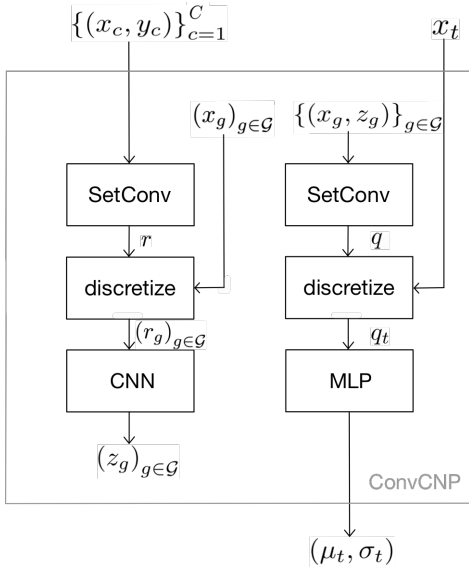 {(x_c, y_c)}_{c=1}^C
x_t
(x_g)_{g∈𝒢}
{(x_g, z_g)}_{g∈𝒢}
SetConv
SetConv
r
q
discretize
discretize
(r_g)_{g∈𝒢}
q_t
CNN
MLP
(z_g)_{g∈𝒢}
ConvCNP
(μ_t, σ_t)